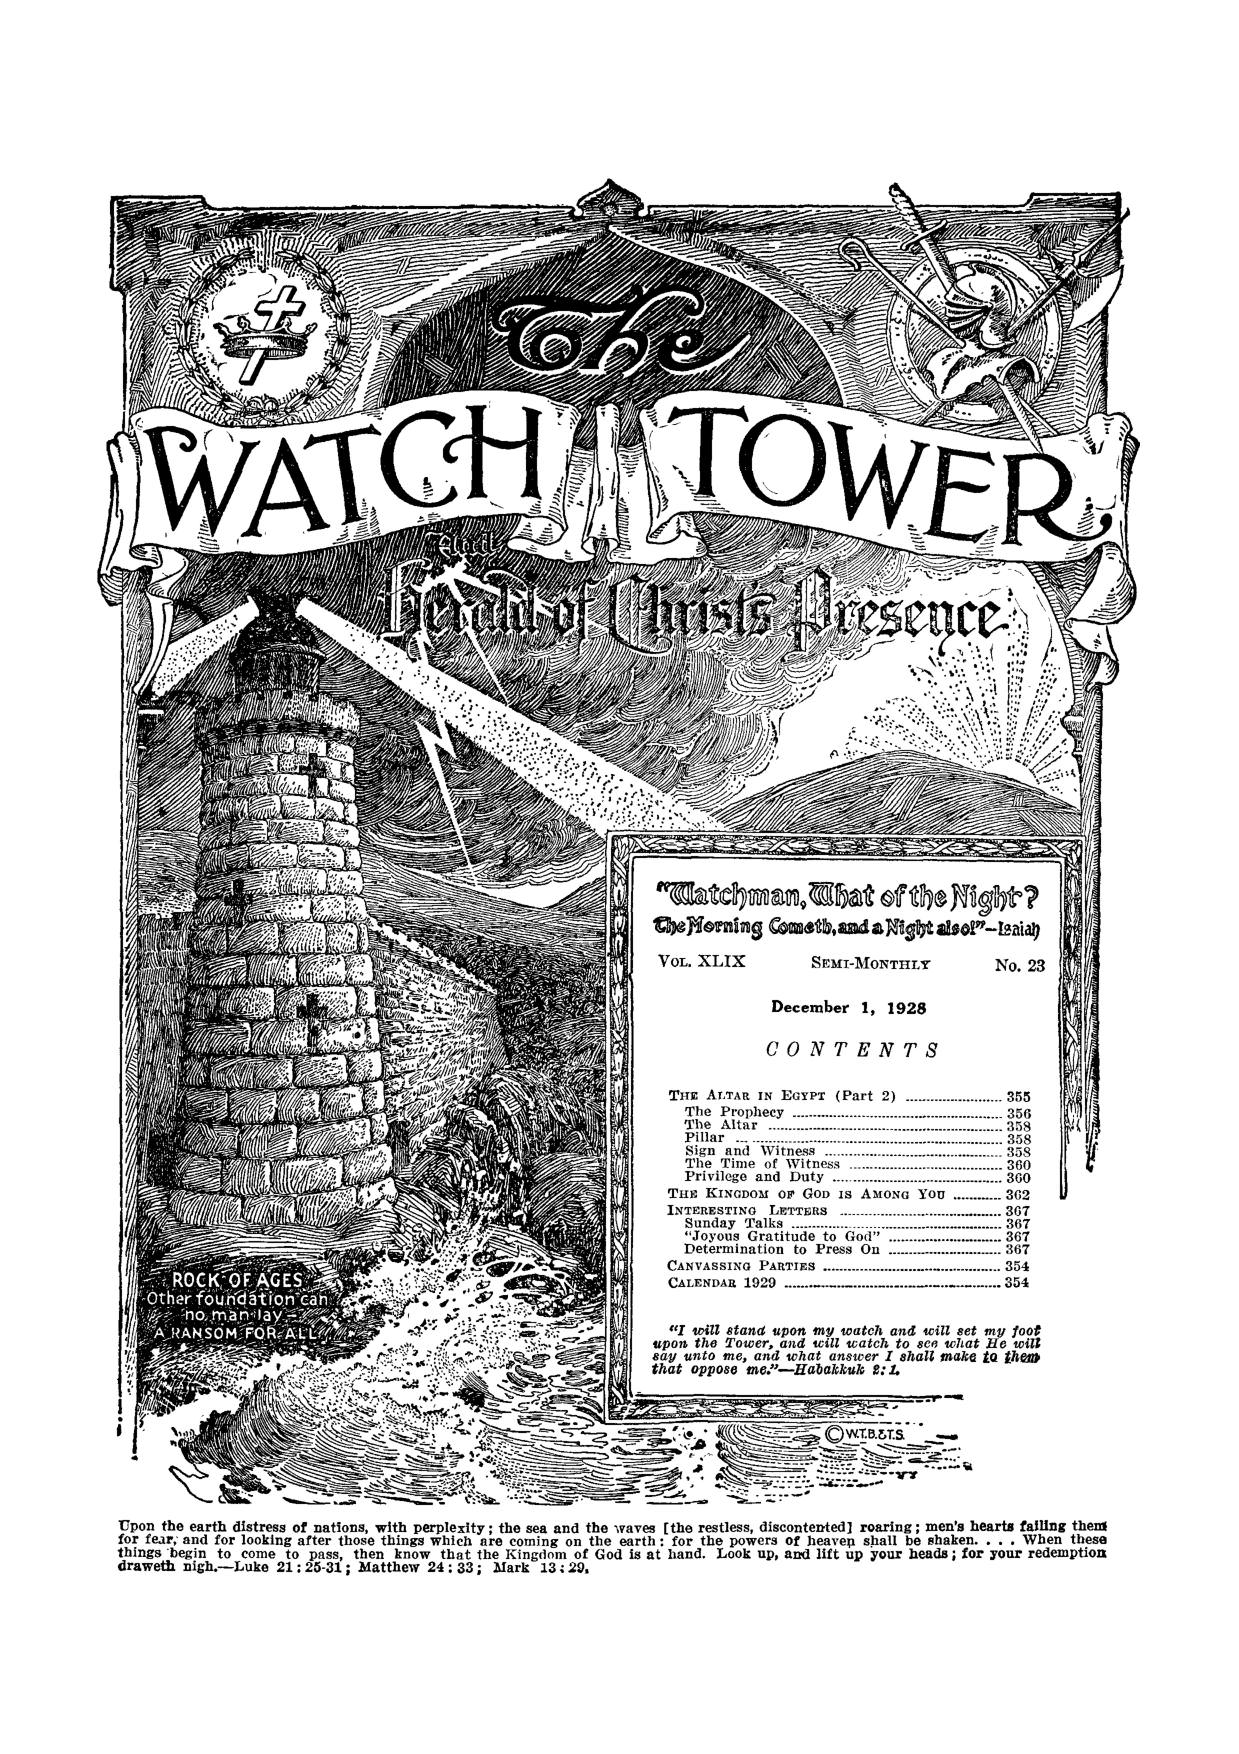 The
WATCH TOWER
And
Herald of Christ's Presence
"Watchman, What of the Night?
The Morning Cometh, and a Night also!"—Isaiah
VOL. XLIX SEMI-MONTHLY No. 23
December 1, 1928
CONTENTS
THE ALTAR IN EGYPT (Part 2) 355
The Prophecy 356
The Altar 358
Pillar 358
Sign and Witness 358
The Time of Witness 360
Privilege and Duty 360
THE KINGDOM OF GOD IS AMONG YOU 362
INTERESTING LETTERS 367
Sunday Talks 367
"Joyous Gratitude to God" 367
Determination to Press On 367
CANVASSING PARTIES 354
CALENDAR 1929 354
"I will stand upon my watch and will set my foot
upon the Tower, and will watch to see what He will
say unto me, and what answer I shall make to them
that oppose me."—Habakkuk 2:1.
ROCK OF AGES
Other foundation can
no man lay
A RANSOM FOR ALL
© W.T.B.&T.S.
Upon the earth distress of nations, with perplexity; the sea and the waves [the restless, discontented] roaring; men's hearts failing them
for fear, and for looking after those things which are coming on the earth: for the powers of heaven shall be shaken. . . . When these
things begin to come to pass, then know that the Kingdom of God is at hand. Look up, and lift up your heads; for your redemption
draweth nigh.—Luke 21:25-31; Matthew 24:33; Mark 13:29.